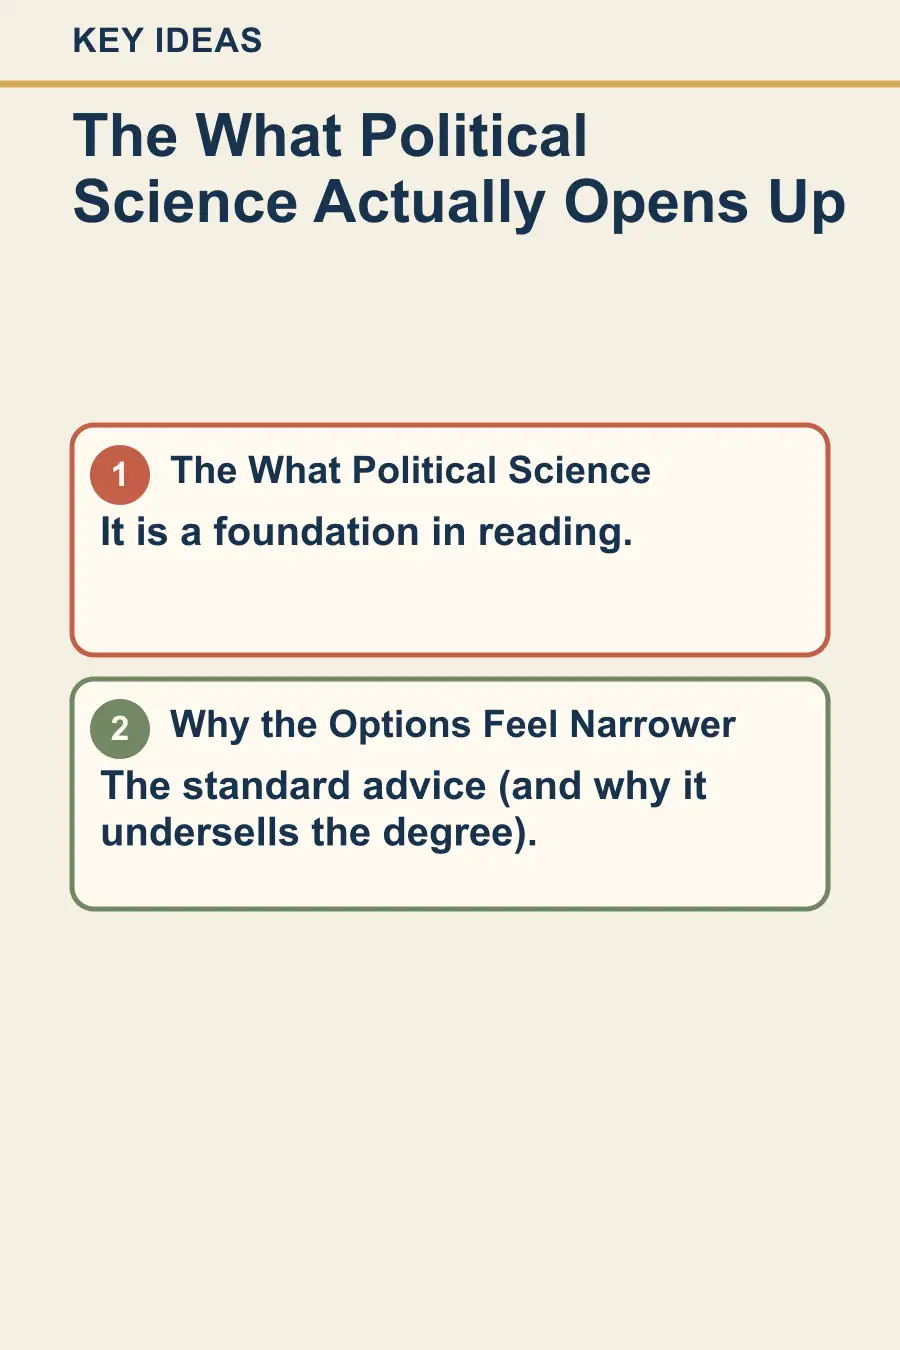 KEY IDEAS
The What Political
Science Actually Opens Up
1 The What Political Science
It is a foundation in reading.
2 Why the Options Feel Narrower
The standard advice (and why it
undersells the degree).